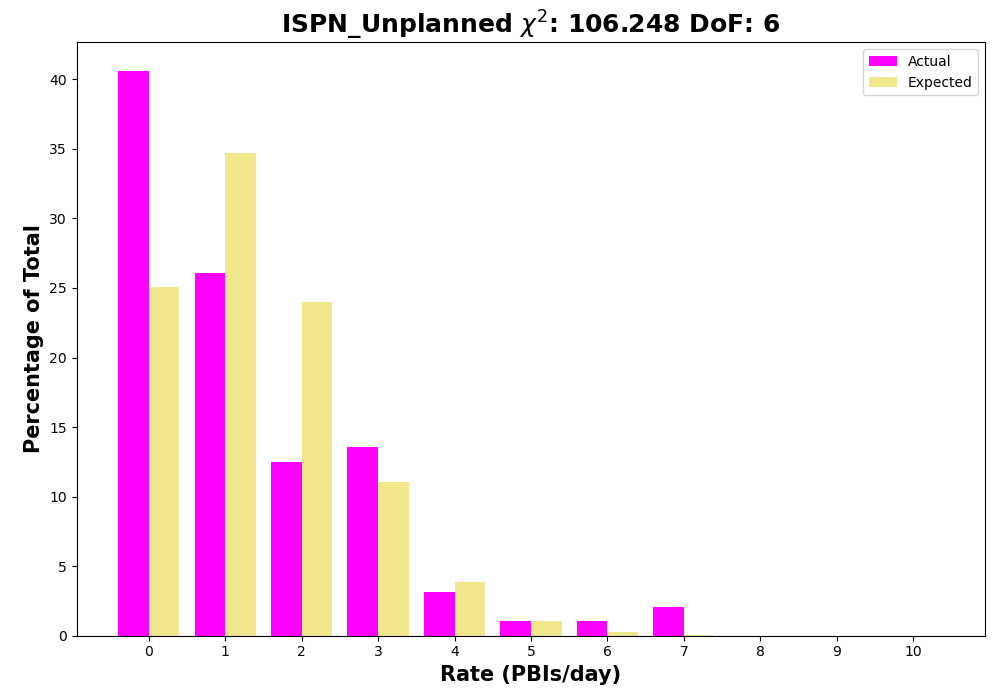 ISPN_Unplanned χ²: 106.248 DoF: 6
Actual
Expected
Percentage of Total
40
35
30
25
20
15
10
5
0
0 1 2 3 4 5 6 7 8 9 10
Rate (PBIs/day)